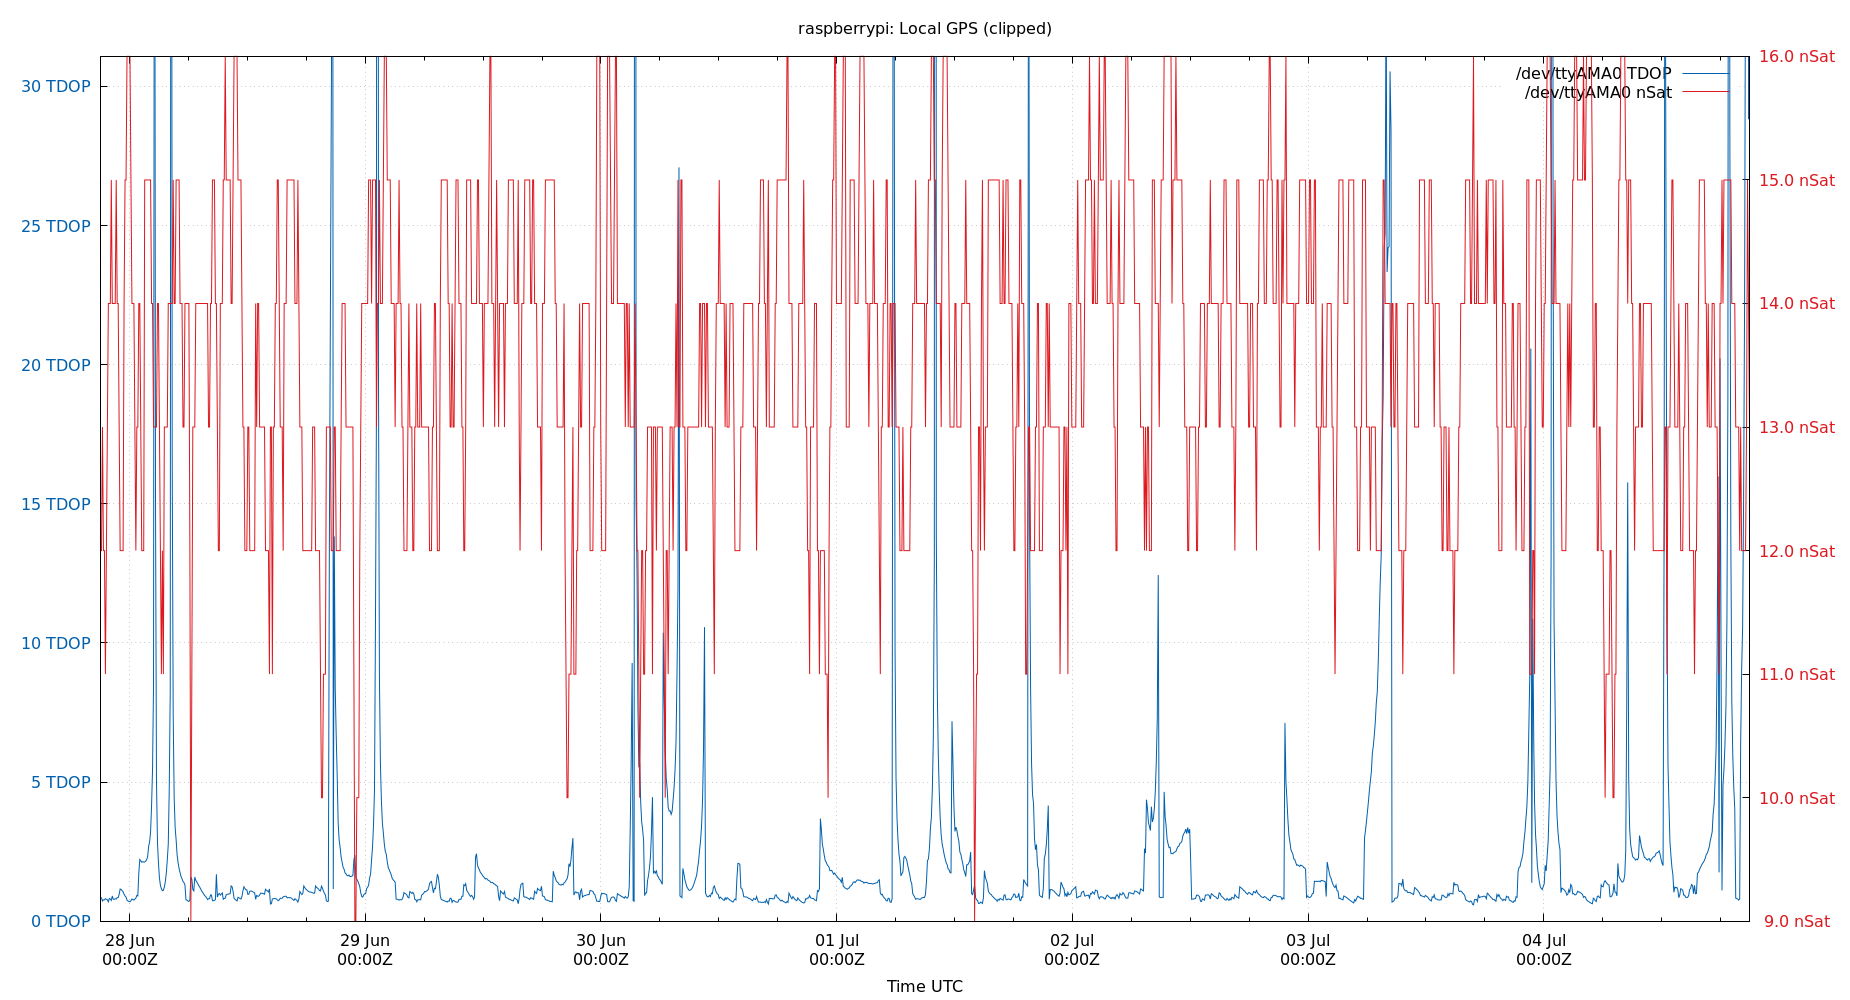 raspberrypi: Local GPS (clipped)
30 TDOP
25 TDOP
20 TDOP
15 TDOP
10 TDOP
5 TDOP
0 TDOP
/dev/ttyAMA0 TDOP
/dev/ttyAMA0 nSat
16.0 nSat
15.0 nSat
14.0 nSat
13.0 nSat
12.0 nSat
11.0 nSat
10.0 nSat
9.0 nSat
28 Jun 29 Jun 30 Jun 01 Jul 02 Jul 03 Jul 04 Jul
00:00Z 00:00Z 00:00Z 00:00Z 00:00Z 00:00Z 00:00Z
Time UTC